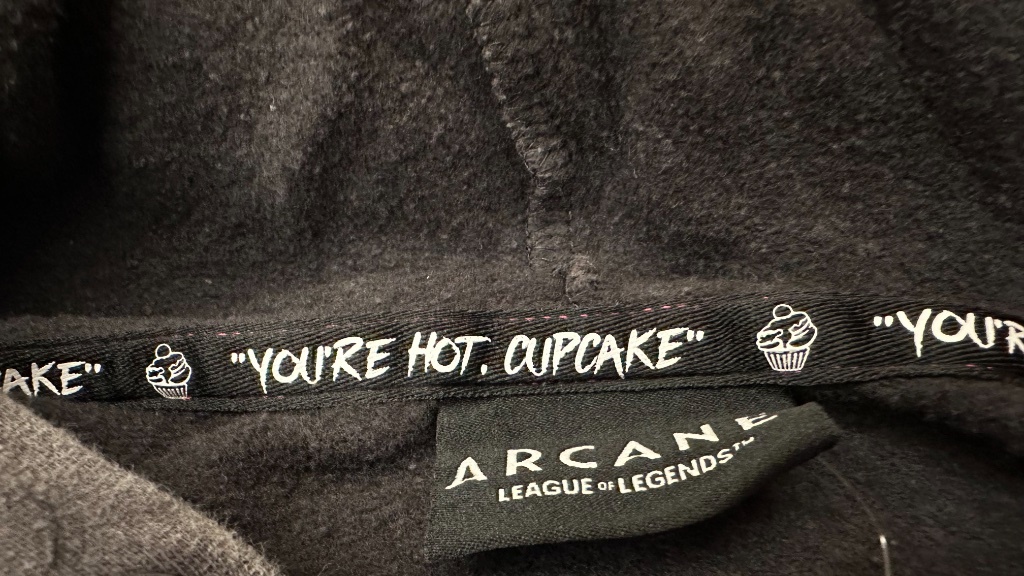 AKE" "YOU'RE HOT. CUPCAKE" "YOU'R
ARCANE
LEAGUE OF LEGENDS™